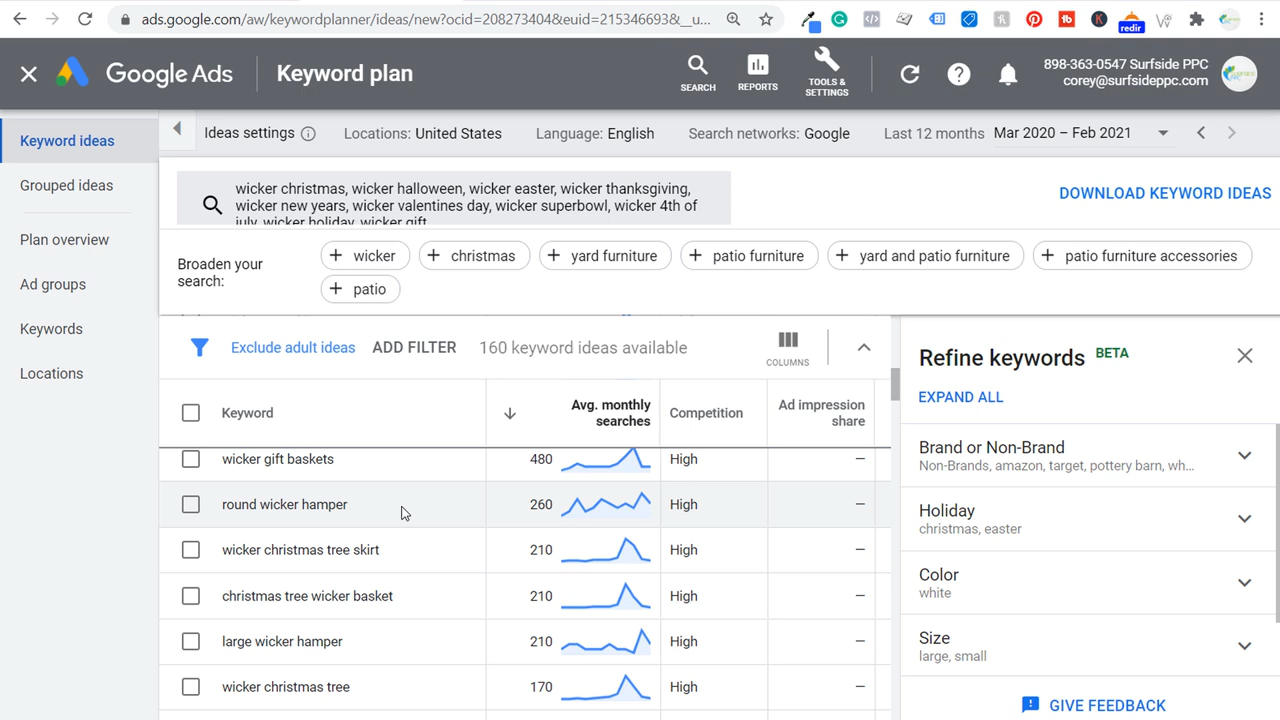 ads.google.com/aw/keywordplanner/ideas/new?ocid=208273404&euid=215346693&__u...
redir
Google Ads
Keyword plan
SEARCH
REPORTS
TOOLS &
SETTINGS
898-363-0547 Surfside PPC
corey@surfsideppc.com
Keyword ideas
Grouped ideas
Plan overview
Ad groups
Keywords
Locations
Ideas settings
Locations: United States
Language: English
Search networks: Google
Last 12 months
Mar 2020 – Feb 2021
wicker christmas, wicker halloween, wicker easter, wicker thanksgiving,
wicker new years, wicker valentines day, wicker superbowl, wicker 4th of
july, wicker holiday, wicker gift
DOWNLOAD KEYWORD IDEAS
Broaden your
search:
+ wicker
+ christmas
+ yard furniture
+ patio furniture
+ yard and patio furniture
+ patio furniture accessories
+ patio
Exclude adult ideas
ADD FILTER
160 keyword ideas available
COLUMNS
Keyword
Avg. monthly
searches
Competition
Ad impression
share
wicker gift baskets 480 High –
round wicker hamper 260 High –
wicker christmas tree skirt 210 High –
christmas tree wicker basket 210 High –
large wicker hamper 210 High –
wicker christmas tree 170 High –
Refine keywords BETA
EXPAND ALL
Brand or Non-Brand
Non-Brands, amazon, target, pottery barn, wh...
Holiday
christmas, easter
Color
white
Size
large, small
GIVE FEEDBACK